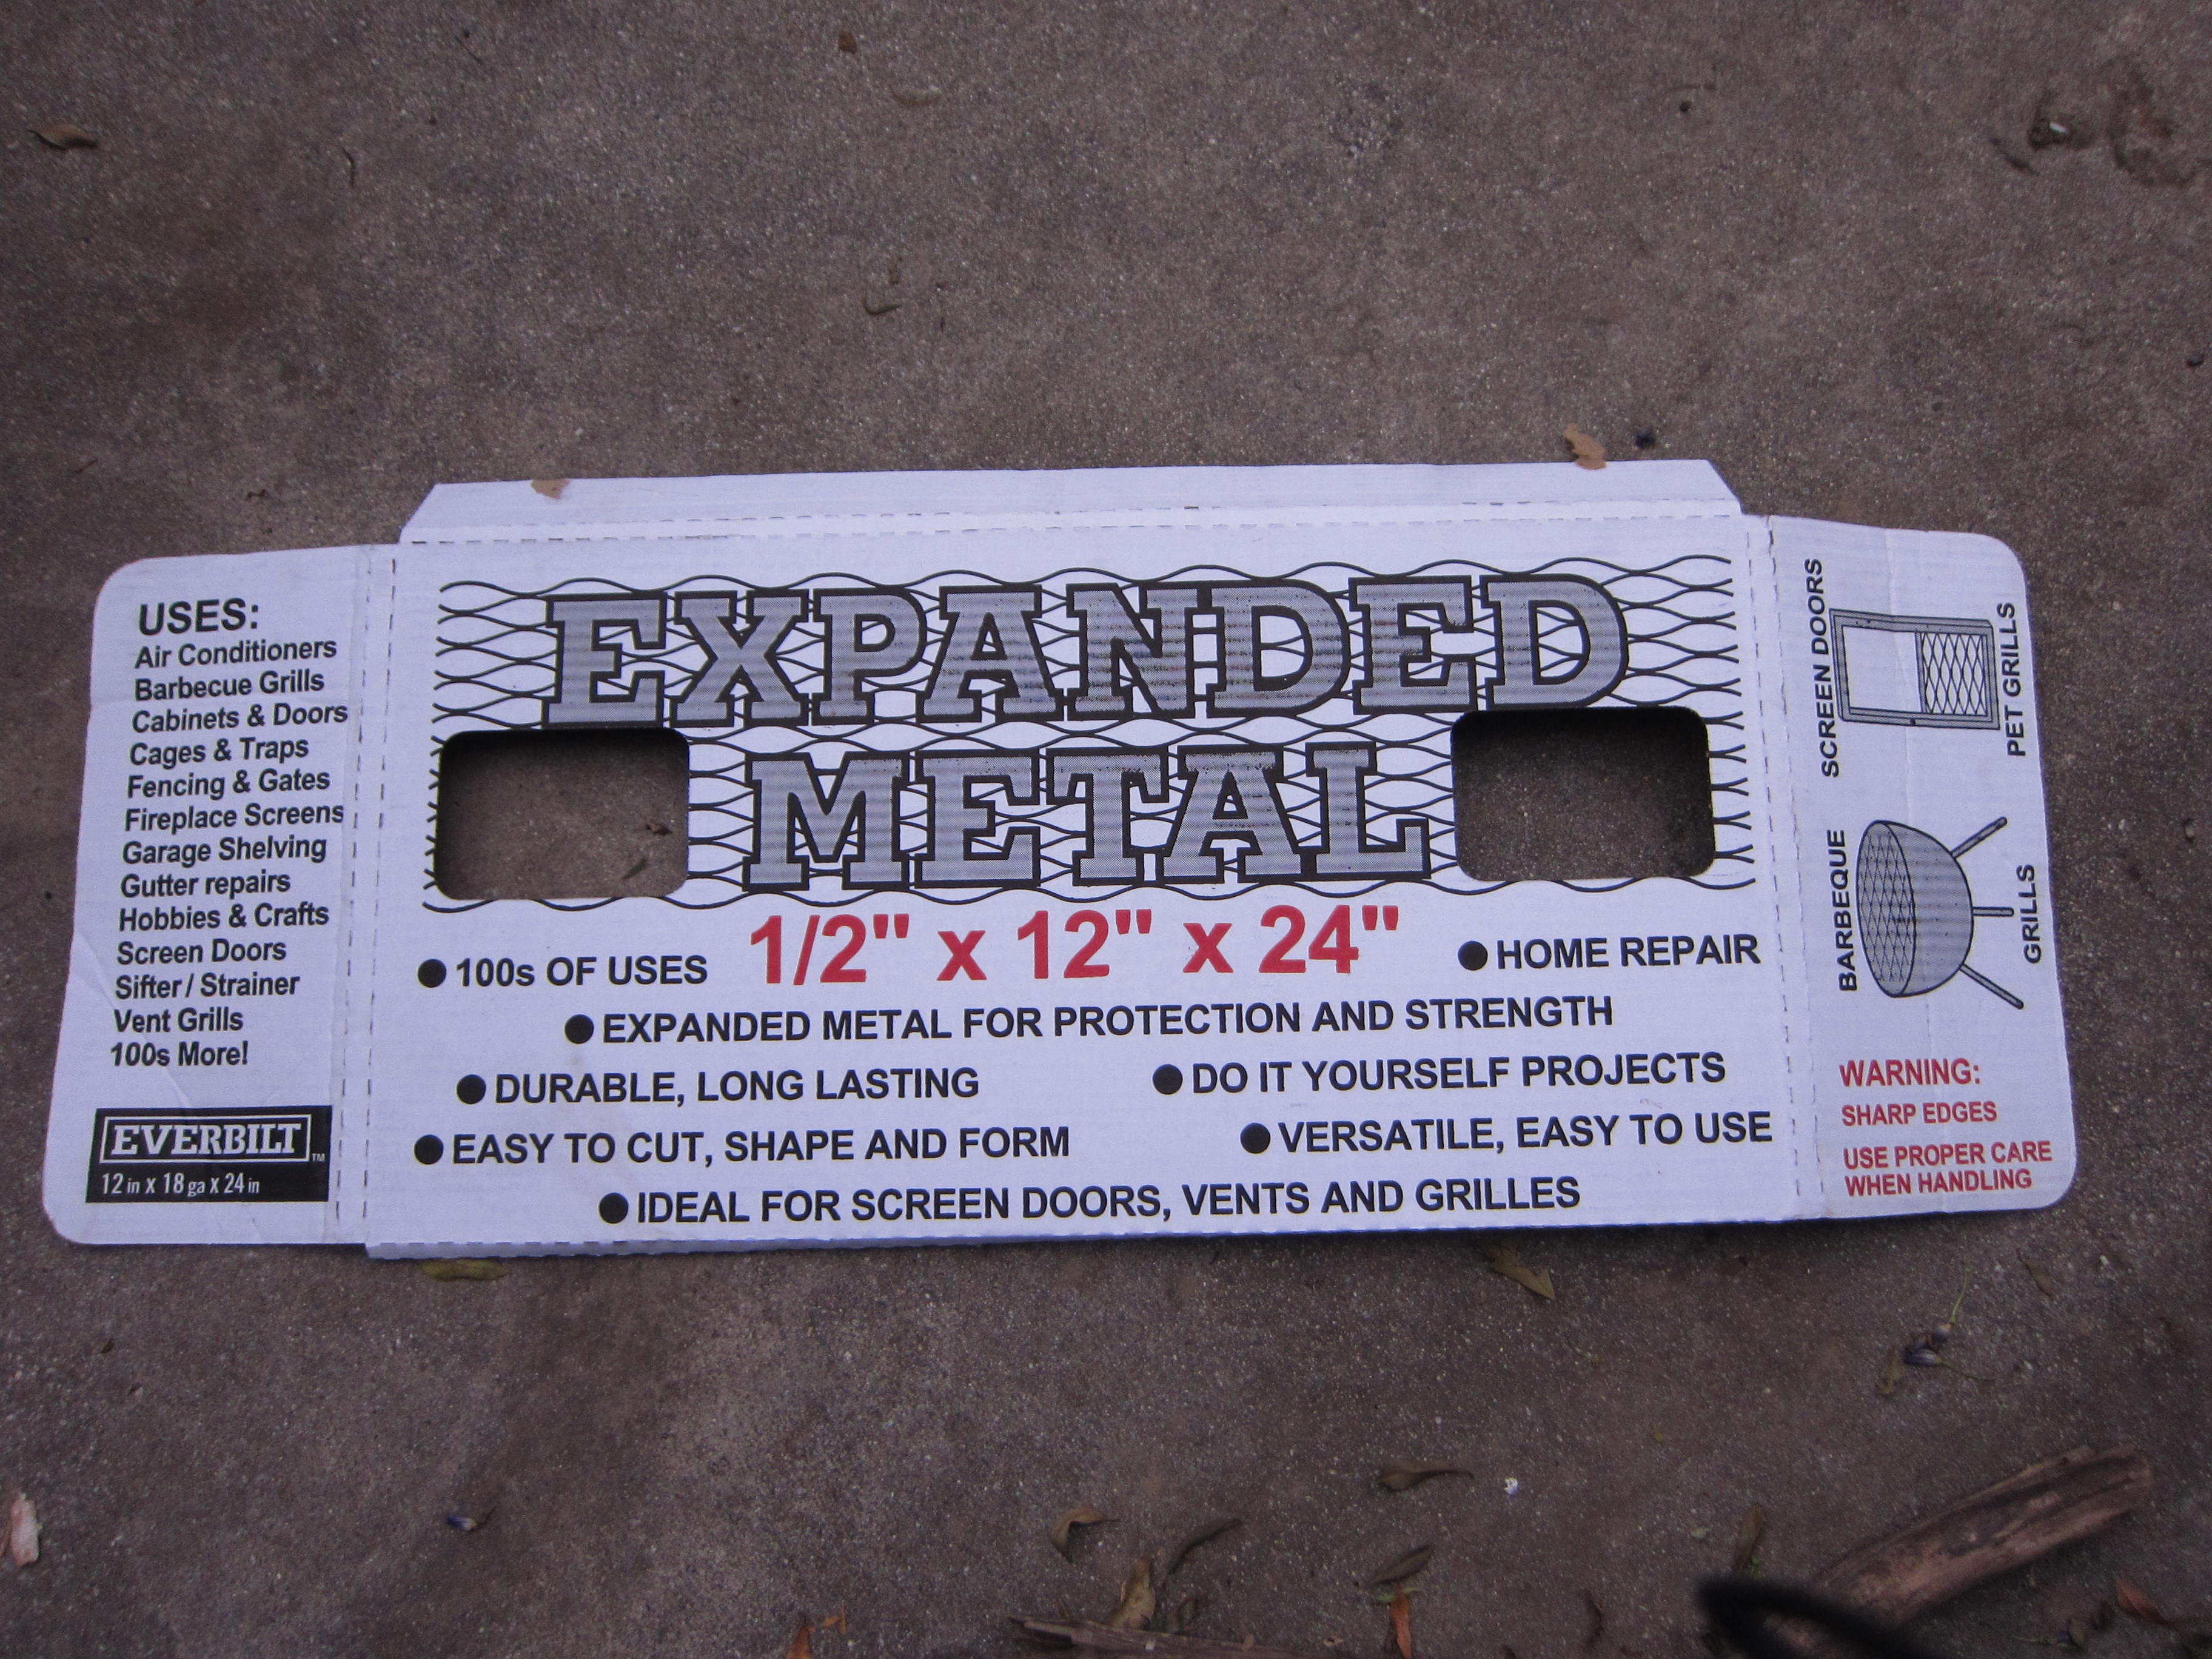 USES:
Air Conditioners
Barbecue Grills
Cabinets & Doors
Cages & Traps
Fencing & Gates
Fireplace Screens
Garage Shelving
Gutter repairs
Hobbies & Crafts
Screen Doors
Sifter / Strainer
Vent Grills
100s More!
EVERBILT™
12 in x 18 ga x 24 in
EXPANDED
METAL
1/2" x 12" x 24"
● 100s OF USES
● HOME REPAIR
● EXPANDED METAL FOR PROTECTION AND STRENGTH
● DURABLE, LONG LASTING
● DO IT YOURSELF PROJECTS
● EASY TO CUT, SHAPE AND FORM
● VERSATILE, EASY TO USE
● IDEAL FOR SCREEN DOORS, VENTS AND GRILLES
SCREEN DOORS
PET GRILLS
BARBEQUE
GRILLS
WARNING:
SHARP EDGES
USE PROPER CARE
WHEN HANDLING